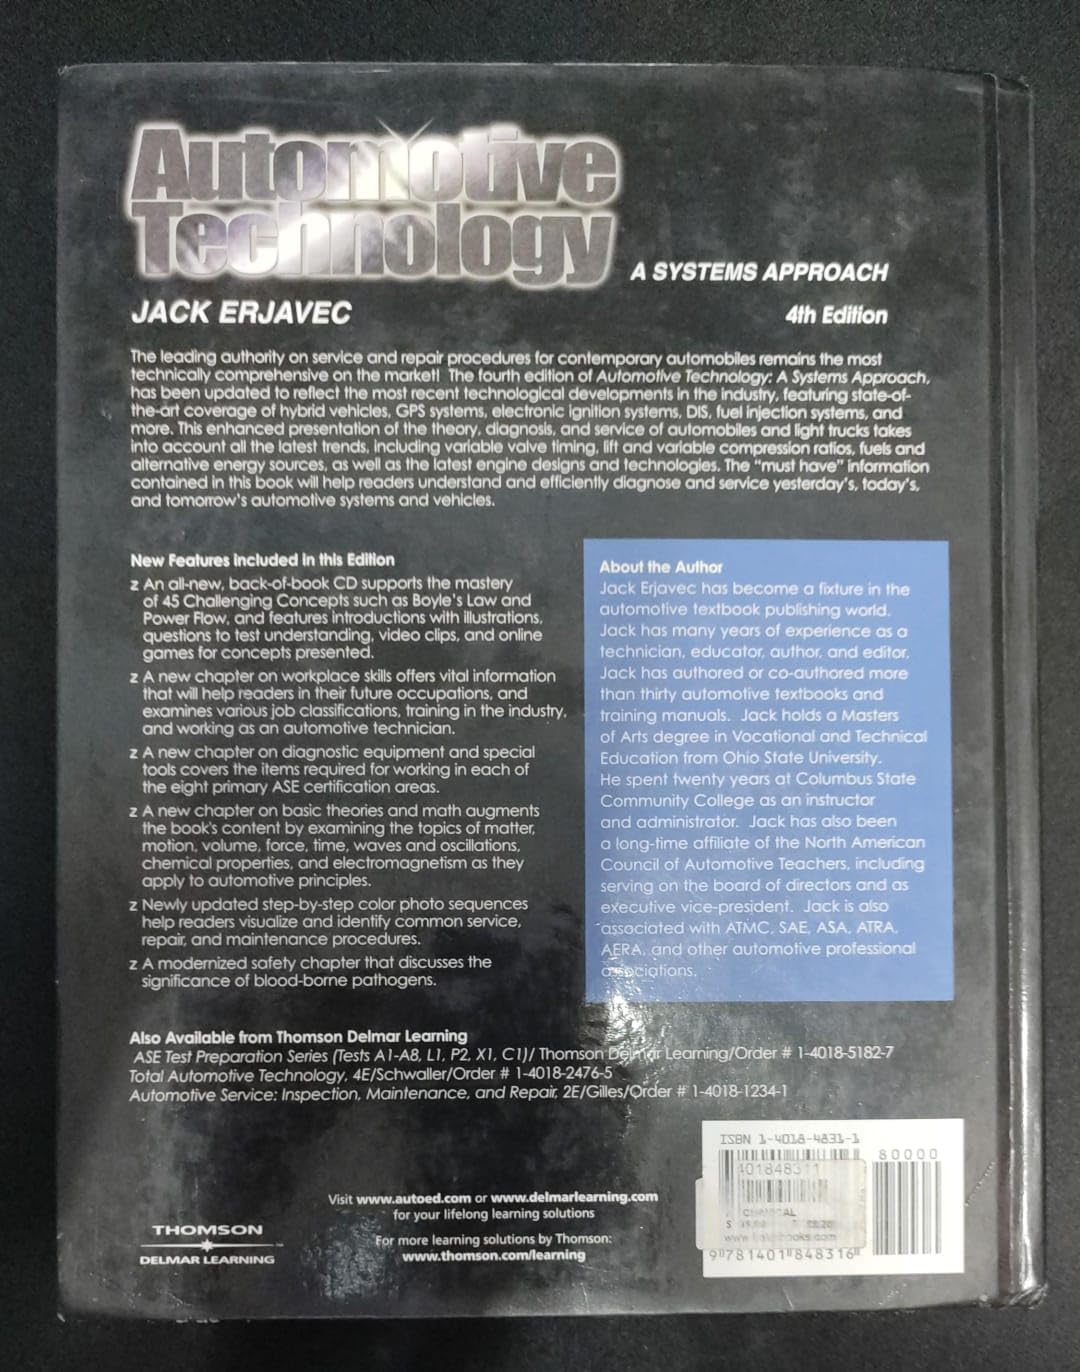 Automotive
Technology
A SYSTEMS APPROACH
JACK ERJAVEC
4th Edition
The leading authority on service and repair procedures for contemporary automobiles remains the most
technically comprehensive on the market! The fourth edition of Automotive Technology: A Systems Approach,
has been updated to reflect the most recent technological developments in the industry, featuring state-of-
the-art coverage of hybrid vehicles, GPS systems, electronic ignition systems, DIS, fuel injection systems, and
more. This enhanced presentation of the theory, diagnosis, and service of automobiles and light trucks takes
into account all the latest trends, including variable valve timing, lift and variable compression ratios, fuels and
alternative energy sources, as well as the latest engine designs and technologies. The "must have" information
contained in this book will help readers understand and efficiently diagnose and service yesterday's, today's,
and tomorrow's automotive systems and vehicles.
New Features Included in this Edition
z An all-new, back-of-book CD supports the mastery
of 45 Challenging Concepts such as Boyle's Law and
Power Flow, and features introductions with illustrations,
questions to test understanding, video clips, and online
games for concepts presented.
z A new chapter on workplace skills offers vital information
that will help readers in their future occupations, and
examines various job classifications, training in the industry,
and working as an automotive technician.
z A new chapter on diagnostic equipment and special
tools covers the items required for working in each of
the eight primary ASE certification areas.
z A new chapter on basic theories and math augments
the book's content by examining the topics of matter,
motion, volume, force, time, waves and oscillations,
chemical properties, and electromagnetism as they
apply to automotive principles.
z Newly updated step-by-step color photo sequences
help readers visualize and identify common service,
repair, and maintenance procedures.
z A modernized safety chapter that discusses the
significance of blood-borne pathogens.
About the Author
Jack Erjavec has become a fixture in the
automotive textbook publishing world.
Jack has many years of experience as a
technician, educator, author, and editor.
Jack has authored or co-authored more
than thirty automotive textbooks and
training manuals. Jack holds a Masters
of Arts degree in Vocational and Technical
Education from Ohio State University.
He spent twenty years at Columbus State
Community College as an instructor
and administrator. Jack has also been
a long-time affiliate of the North American
Council of Automotive Teachers, including
serving on the board of directors and as
executive vice-president. Jack is also
associated with ATMC, SAE, ASA, ATRA,
AERA, and other automotive professional
associations.
Also Available from Thomson Delmar Learning
ASE Test Preparation Series (Tests A1-A8, L1, P2, X1, C1)/ Thomson Delmar Learning/Order # 1-4018-5182-7
Total Automotive Technology, 4E/Schwaller/Order # 1-4018-2476-5
Automotive Service: Inspection, Maintenance, and Repair, 2E/Gilles/Order # 1-4018-1234-1
THOMSON
DELMAR LEARNING
Visit www.autoed.com or www.delmarlearning.com
for your lifelong learning solutions
For more learning solutions by Thomson:
www.thomson.com/learning
ISBN 1-4018-4831-1
80000
1401848311
9 781401 848316